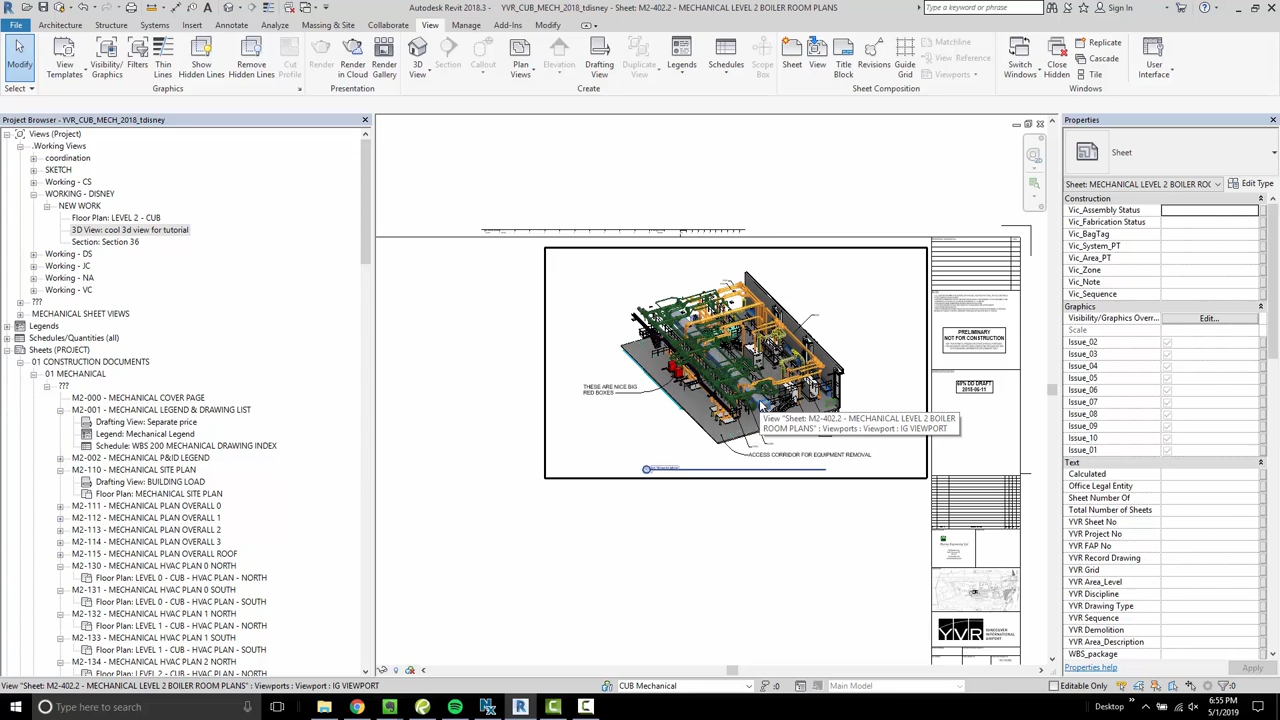 Autodesk Revit 2018.3 - YVR_CUB_MECH_2018_tdisney - Sheet: M2-402.2 - MECHANICAL LEVEL 2 BOILER ROOM PLANS
Type a keyword or phrase
Sign In
File Architecture Structure Systems Insert Annotate Analyze Massing & Site Collaborate View Manage Add-Ins Modify
Modify
View Templates
Visibility/ Graphics
Filters
Thin Lines
Show Hidden Lines
Remove Hidden Lines
Cut Profile
Render
Render in Cloud
Render Gallery
3D View
Section
Callout
Plan Views
Elevation
Drafting View
Duplicate View
Legends
Schedules
Scope Box
Sheet
View
Title Block
Revisions
Guide Grid
Matchline
View Reference
Viewports
Switch Windows
Close Hidden
Replicate
Cascade
Tile
User Interface
Select Graphics Presentation Create Sheet Composition Windows
Project Browser - YVR_CUB_MECH_2018_tdisney
Views (Project)
.Working Views
coordination
SKETCH
Working - CS
WORKING - DISNEY
NEW WORK
Floor Plan: LEVEL 2 - CUB
3D View: cool 3d view for tutorial
Section: Section 36
Working - DS
Working - JC
Working - NA
Working - VC
???
MECHANICAL SHEET VIEWS
Legends
Schedules/Quantities (all)
Sheets (PROJECT)
01 CONSTRUCTION DOCUMENTS
01 MECHANICAL
???
M2-000 - MECHANICAL COVER PAGE
M2-001 - MECHANICAL LEGEND & DRAWING LIST
Drafting View: Separate price
Legend: Mechanical Legend
Schedule: WBS 200 MECHANICAL DRAWING INDEX
M2-002 - MECHANICAL P&ID LEGEND
M2-110 - MECHANICAL SITE PLAN
Drafting View: BUILDING LOAD
Floor Plan: MECHANICAL SITE PLAN
M2-111 - MECHANICAL PLAN OVERALL 0
M2-112 - MECHANICAL PLAN OVERALL 1
M2-113 - MECHANICAL PLAN OVERALL 2
M2-114 - MECHANICAL PLAN OVERALL 3
M2-115 - MECHANICAL PLAN OVERALL ROOF
M2-130 - MECHANICAL HVAC PLAN 0 NORTH
Floor Plan: LEVEL 0 - CUB - HVAC PLAN - NORTH
M2-131 - MECHANICAL HVAC PLAN 0 SOUTH
Floor Plan: LEVEL 0 - CUB - HVAC PLAN - SOUTH
M2-132 - MECHANICAL HVAC PLAN 1 NORTH
Floor Plan: LEVEL 1 - CUB - HVAC PLAN - NORTH
M2-133 - MECHANICAL HVAC PLAN 1 SOUTH
Floor Plan: LEVEL 1 - CUB - HVAC PLAN - SOUTH
M2-134 - MECHANICAL HVAC PLAN 2 NORTH
Floor Plan: LEVEL 2 - CUB - HVAC PLAN - NORTH
THESE ARE NICE BIG
RED BOXES
ACCESS CORRIDOR FOR EQUIPMENT REMOVAL
View "Sheet: M2-402.2 - MECHANICAL LEVEL 2 BOILER
ROOM PLANS" : Viewports : Viewport : IG VIEWPORT
PRELIMINARY
NOT FOR CONSTRUCTION
60% DD DRAFT
2018-06-11
YVR
VANCOUVER
INTERNATIONAL
AIRPORT
Properties
Sheet
Sheet: MECHANICAL LEVEL 2 BOILER ROO
Edit Type
Construction
Vic_Assembly Status
Vic_Fabrication Status
Vic_BagTag
Vic_System_PT
Vic_Area_PT
Vic_Zone
Vic_Note
Vic_Sequence
Graphics
Visibility/Graphics Overr... Edit...
Scale
Issue_02
Issue_03
Issue_04
Issue_05
Issue_06
Issue_07
Issue_08
Issue_09
Issue_10
Issue_01
Text
Calculated
Office Legal Entity
Sheet Number Of
Total Number of Sheets
YVR Sheet No
YVR Project No
YVR FAP No
YVR Record Drawing
YVR Grid
YVR Area_Level
YVR Discipline
YVR Drawing Type
YVR Sequence
YVR Demolition
YVR Area_Description
WBS_package
Properties help
Apply
View "Sheet: M2-402.2 - MECHANICAL LEVEL 2 BOILER ROOM PLANS" : Viewports : Viewport : IG VIEWPORT
CUB Mechanical
:0
Main Model
Editable Only
:0
Type here to search
Desktop
6:55 PM
5/1/2019